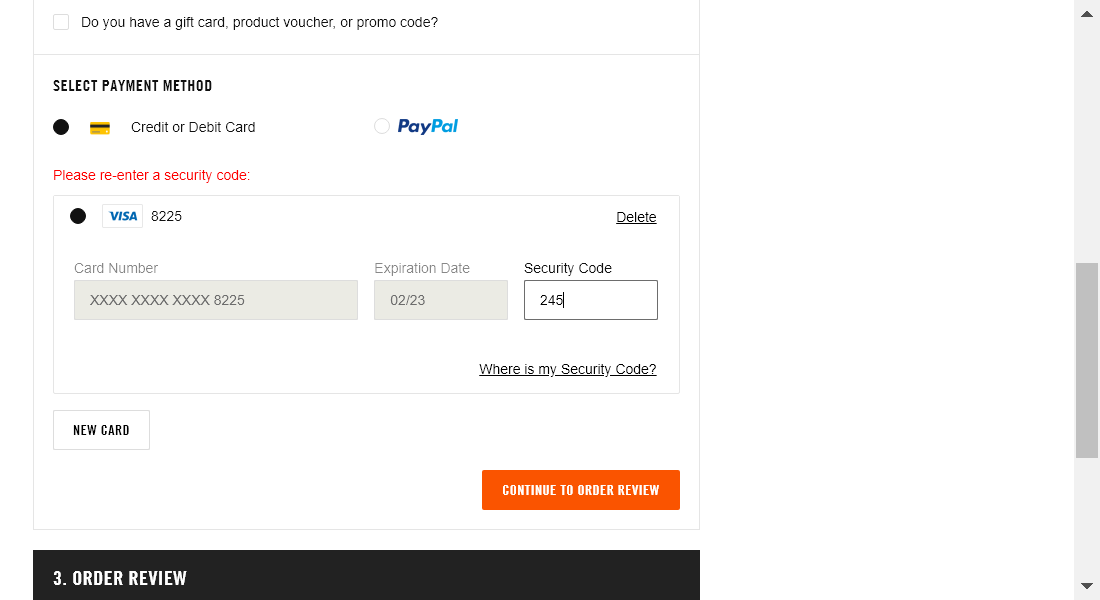 Do you have a gift card, product voucher, or promo code?
SELECT PAYMENT METHOD
Credit or Debit Card
PayPal
Please re-enter a security code:
VISA 8225
Delete
Card Number
Expiration Date
Security Code
XXXX XXXX XXXX 8225
02/23
245
Where is my Security Code?
NEW CARD
CONTINUE TO ORDER REVIEW
3. ORDER REVIEW